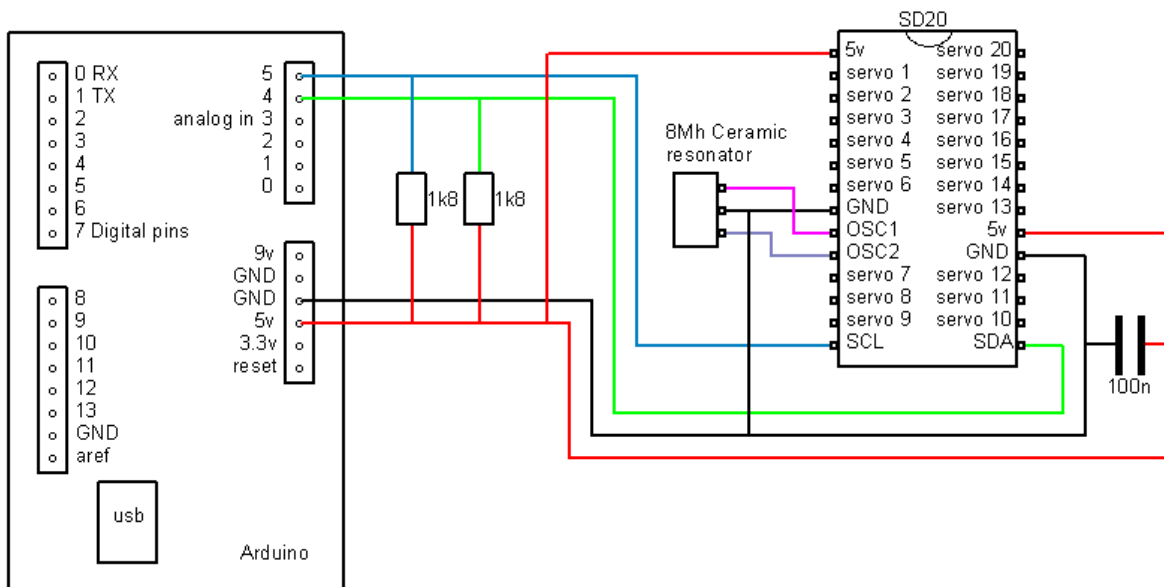 SD20
0 RX
1 TX
2
3
4
5
6
7 Digital pins
8
9
10
11
12
13
GND
aref
usb
Arduino
5
4
analog in 3
2
1
0
9v
GND
GND
5v
3.3v
reset
1k8
1k8
8Mh Ceramic
resonator
5v
servo 1
servo 2
servo 3
servo 4
servo 5
servo 6
GND
OSC1
OSC2
servo 7
servo 8
servo 9
SCL
servo 20
servo 19
servo 18
servo 17
servo 16
servo 15
servo 14
servo 13
5v
GND
servo 12
servo 11
servo 10
SDA
100n